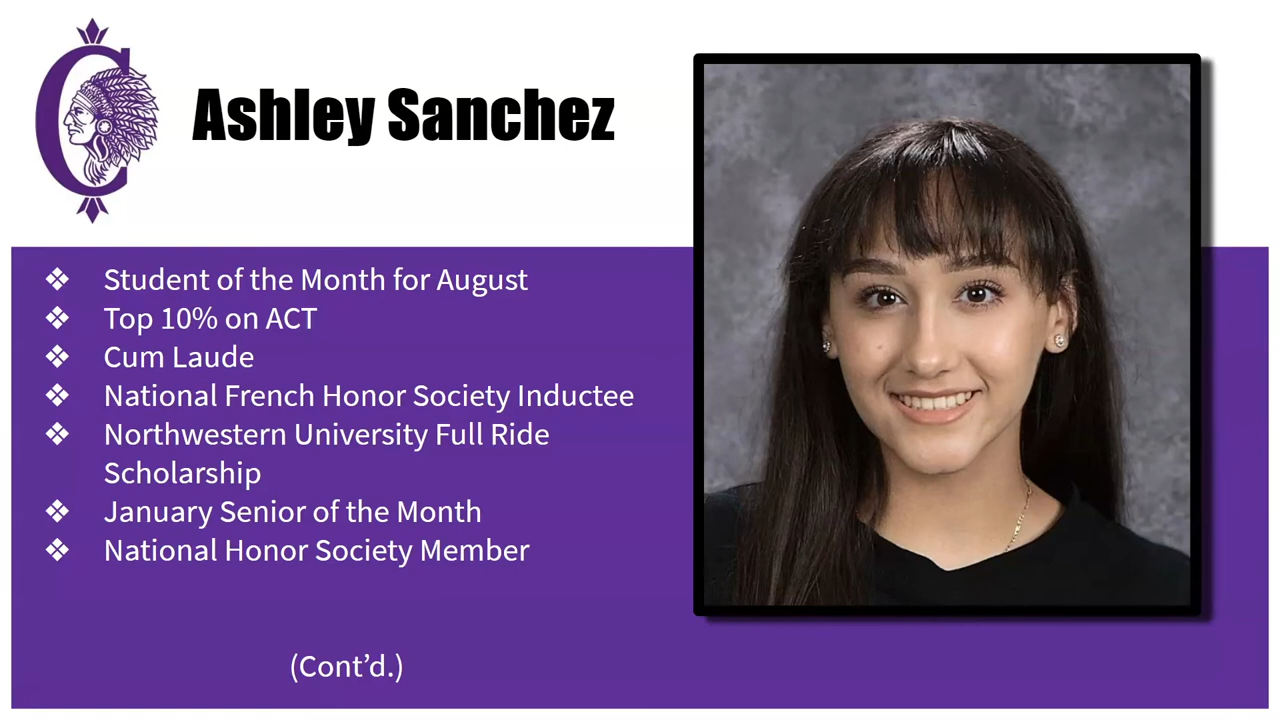 Ashley Sanchez
❖ Student of the Month for August
❖ Top 10% on ACT
❖ Cum Laude
❖ National French Honor Society Inductee
❖ Northwestern University Full Ride
Scholarship
❖ January Senior of the Month
❖ National Honor Society Member
(Cont’d.)